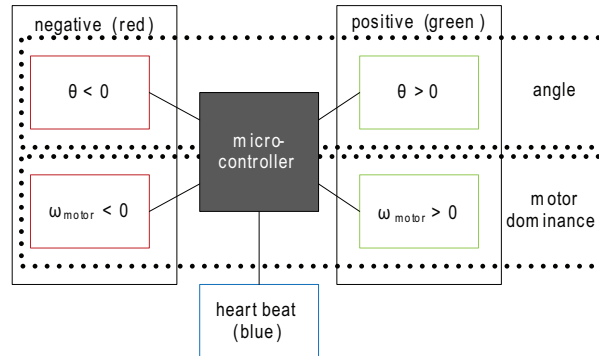 negative (red)
positive (green)
θ < 0
θ > 0
angle
micro-
controller
ω motor < 0
ω motor > 0
motor
dominance
heart beat
(blue)